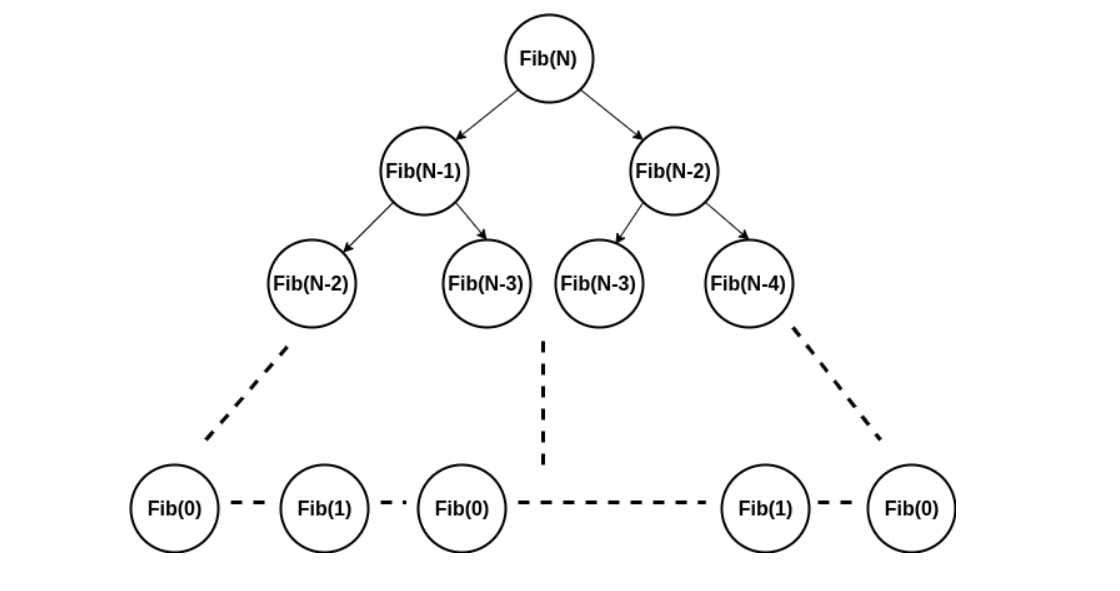 Fib(N)
Fib(N-1)
Fib(N-2)
Fib(N-2)
Fib(N-3)
Fib(N-3)
Fib(N-4)
Fib(0)
Fib(1)
Fib(0)
Fib(1)
Fib(0)